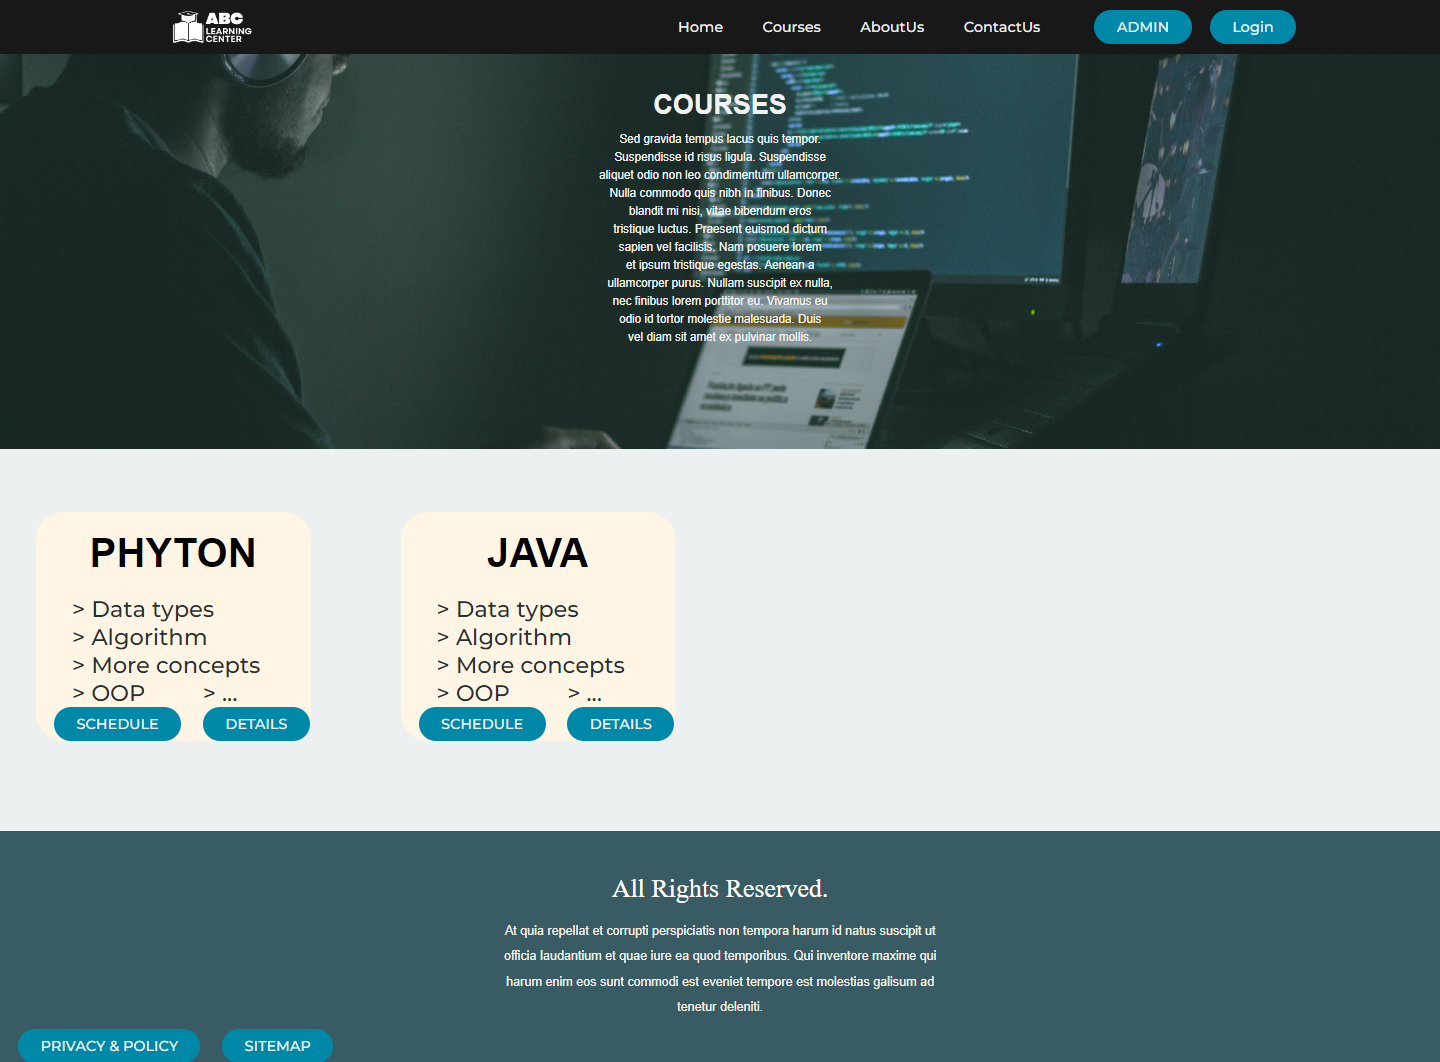 ABC
LEARNING
CENTER
Home
Courses
AboutUs
ContactUs
ADMIN
Login
COURSES
Sed gravida tempus lacus quis tempor.
Suspendisse id risus ligula. Suspendisse
aliquet odio non leo condimentum ullamcorper.
Nulla commodo quis nibh in finibus. Donec
blandit mi nisi, vitae bibendum eros
tristique luctus. Praesent euismod dictum
sapien vel facilisis. Nam posuere lorem
et ipsum tristique egestas. Aenean a
ullamcorper purus. Nullam suscipit ex nulla,
nec finibus lorem porttitor eu. Vivamus eu
odio id tortor molestie malesuada. Duis
vel diam sit amet ex pulvinar mollis.
PHYTON
> Data types
> Algorithm
> More concepts
> OOP > ...
SCHEDULE
DETAILS
JAVA
> Data types
> Algorithm
> More concepts
> OOP > ...
SCHEDULE
DETAILS
All Rights Reserved.
At quia repellat et corrupti perspiciatis non tempora harum id natus suscipit ut
officia laudantium et quae iure ea quod temporibus. Qui inventore maxime qui
harum enim eos sunt commodi est eveniet tempore est molestias galisum ad
tenetur deleniti.
PRIVACY & POLICY
SITEMAP